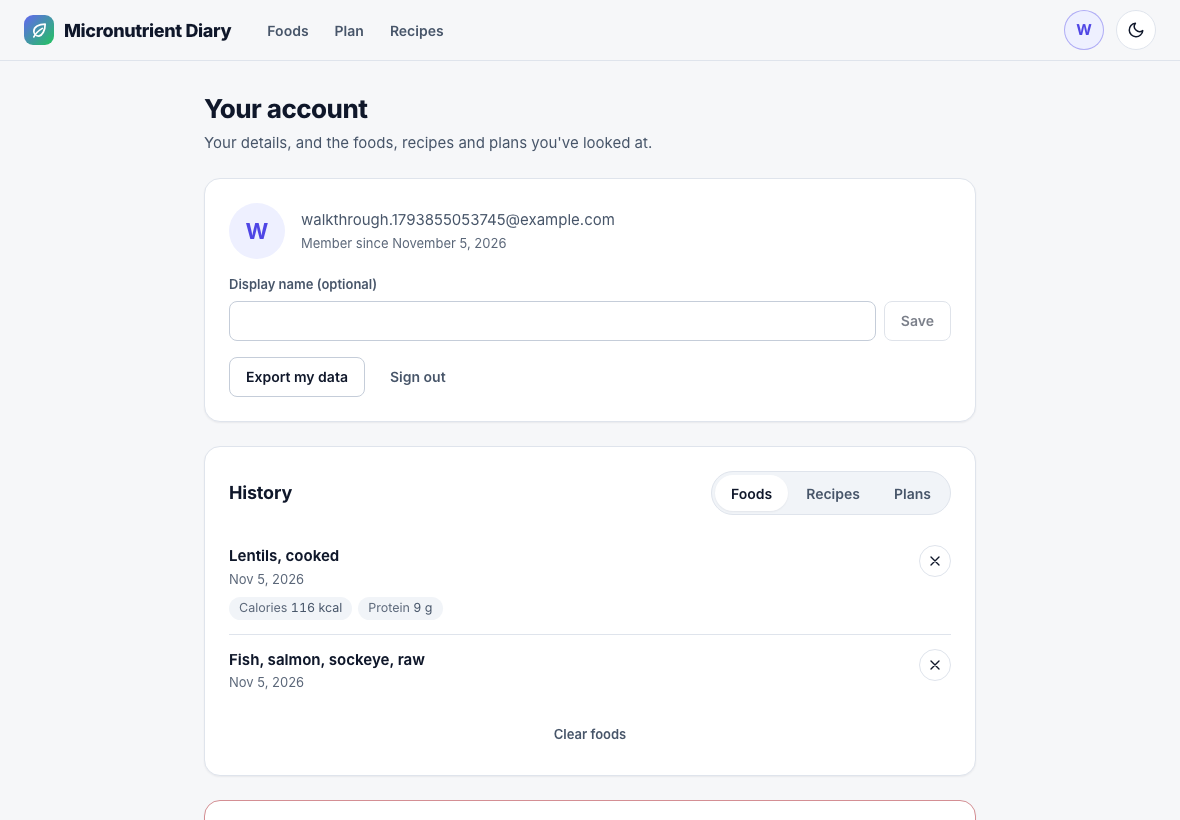 Micronutrient Diary
Foods
Plan
Recipes
W
Your account
Your details, and the foods, recipes and plans you've looked at.
W
walkthrough.1793855053745@example.com
Member since November 5, 2026
Display name (optional)
Save
Export my data
Sign out
History
Foods
Recipes
Plans
Lentils, cooked
Nov 5, 2026
Calories 116 kcal
Protein 9 g
Fish, salmon, sockeye, raw
Nov 5, 2026
Clear foods